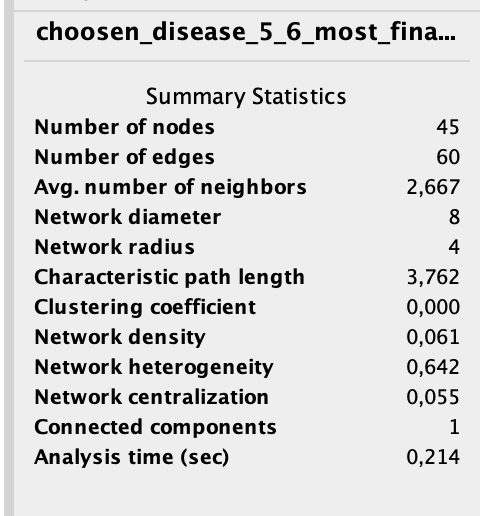 choosen_disease_5_6_most_fina...
Summary Statistics
Number of nodes 45
Number of edges 60
Avg. number of neighbors 2,667
Network diameter 8
Network radius 4
Characteristic path length 3,762
Clustering coefficient 0,000
Network density 0,061
Network heterogeneity 0,642
Network centralization 0,055
Connected components 1
Analysis time (sec) 0,214